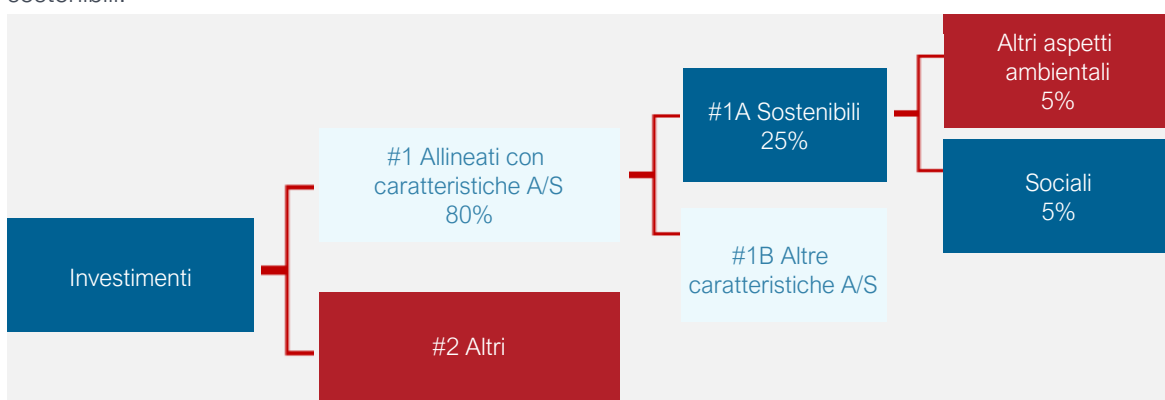 sostenibili.
Altri aspetti
ambientali
5%
#1A Sostenibili
25%
#1 Allineati con
caratteristiche A/S
80%
Sociali
5%
#1B Altre
caratteristiche A/S
Investimenti
#2 Altri